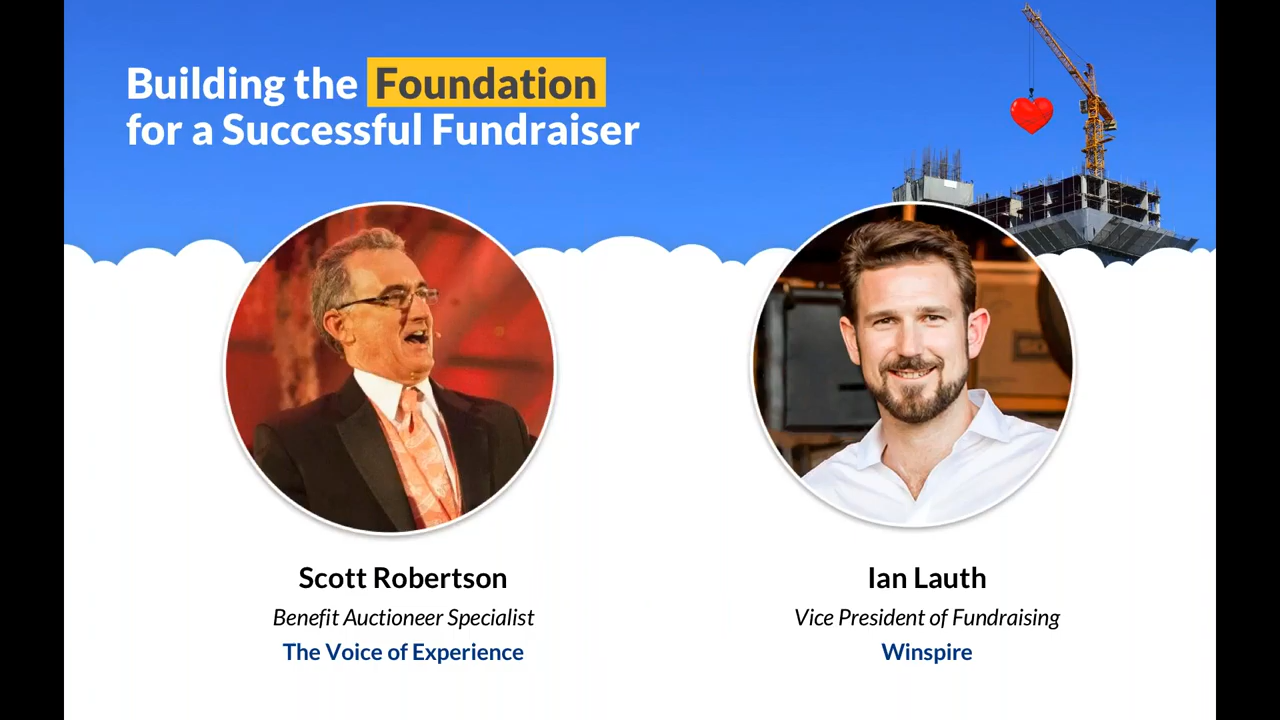 Building the Foundation
for a Successful Fundraiser
Scott Robertson
Benefit Auctioneer Specialist
The Voice of Experience
Ian Lauth
Vice President of Fundraising
Winspire